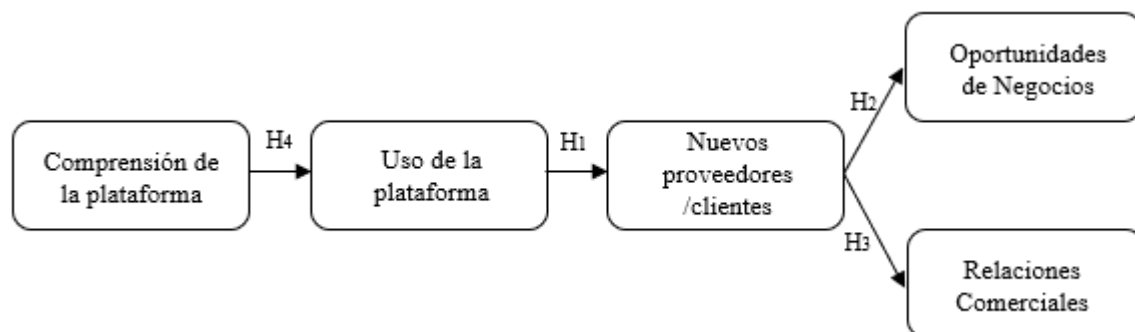 Comprensión de
la plataforma
H4
Uso de la
plataforma
H1
Nuevos
proveedores
/clientes
H2
Oportunidades
de Negocios
H3
Relaciones
Comerciales